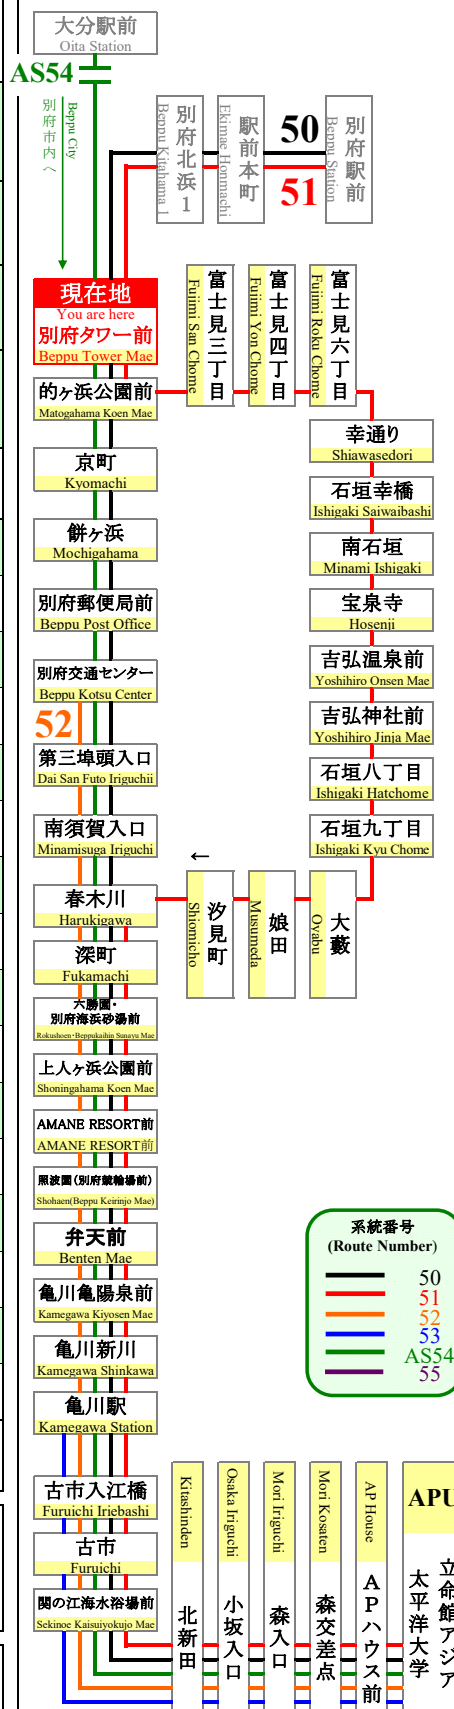 大分駅前
Oita Station
AS54
別府市内へ
Beppu City
別府北浜1
Beppu Kitahama 1
駅前本町
Ekimae Honmachi
50
51
別府駅前
Beppu Station
現在地
You are here
別府タワー前
Beppu Tower Mae
富士見三丁目
Fujimi San Chome
富士見四丁目
Fujimi Yon Chome
富士見六丁目
Fujimi Roku Chome
的ヶ浜公園前
Matogahama Koen Mae
京町
Kyomachi
餅ヶ浜
Mochigahama
別府郵便局前
Beppu Post Office
別府交通センター
Beppu Kotsu Center
52
第三埠頭入口
Dai San Futo Iriguchii
南須賀入口
Minamisuga Iriguchi
春木川
Harukigawa
幸通り
Shiawasedori
石垣幸橋
Ishigaki Saiwaibashi
南石垣
Minami Ishigaki
宝泉寺
Hosenji
吉弘温泉前
Yoshihiro Onsen Mae
吉弘神社前
Yoshihiro Jinja Mae
石垣八丁目
Ishigaki Hatchome
石垣九丁目
Ishigaki Kyu Chome
←
汐見町
Shiomicho
娘田
Musumeda
大藪
Oyabu
深町
Fukamachi
六勝園・
別府海浜砂湯前
Rokushoen・Beppukaihin Sunayu Mae
上人ヶ浜公園前
Shoningahama Koen Mae
AMANE RESORT前
AMANE RESORT前
照波園(別府競輪場前)
Shohaen(Beppu Keirinjo Mae)
弁天前
Benten Mae
亀川亀陽泉前
Kamegawa Kiyosen Mae
亀川新川
Kamegawa Shinkawa
亀川駅
Kamegawa Station
系統番号
(Route Number)
50
51
52
53
AS54
55
古市入江橋
Furuichi Iriebashi
古市
Furuichi
関の江海水浴場前
Sekinoe Kaisuiyokujo Mae
Kitashinden
北新田
Osaka Iriguchi
小坂入口
Mori Iriguchi
森入口
Mori Kosaten
森交差点
AP House
APハウス前
APU
立命館アジア
太平洋大学